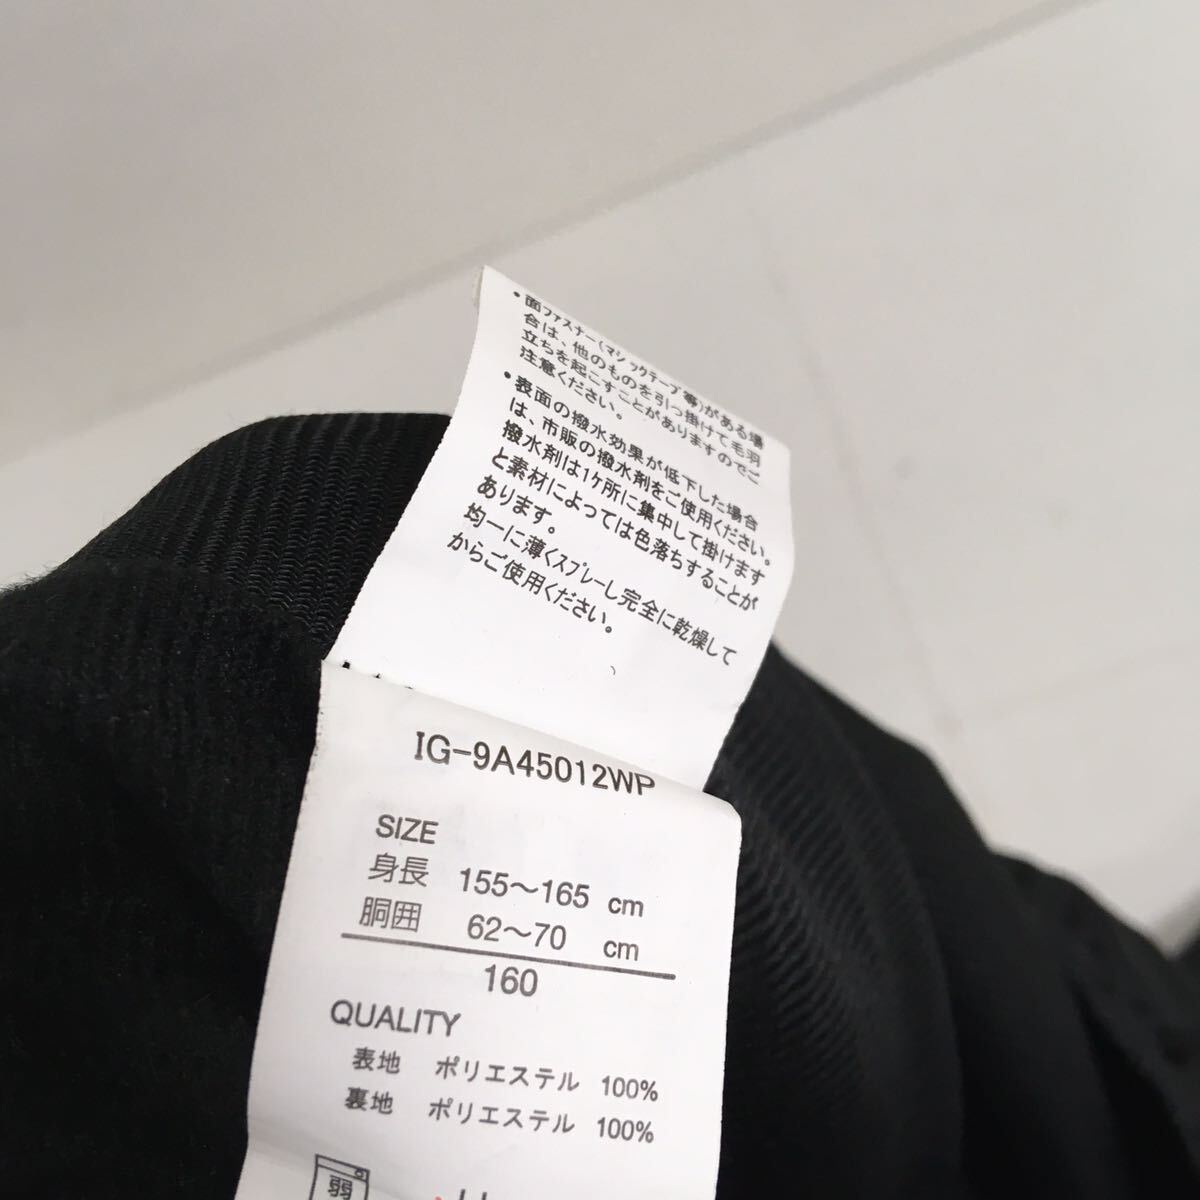 ・面ファスナー(マジックテープ等)がある場
合は、他のものを引っ掛けて毛羽
立ちを起こすことがありますのでご
注意ください。
・表面の撥水効果が低下した場合
は、市販の撥水剤をご使用ください。
撥水剤は1ケ所に集中して掛けます
と素材によっては色落ちすることが
あります。
均一に薄くスプレーし完全に乾燥して
からご使用ください。
IG-9A45012WP
SIZE
身長 155〜165 cm
胴囲 62〜70 cm
160
QUALITY
表地 ポリエステル 100%
裏地 ポリエステル 100%
弱